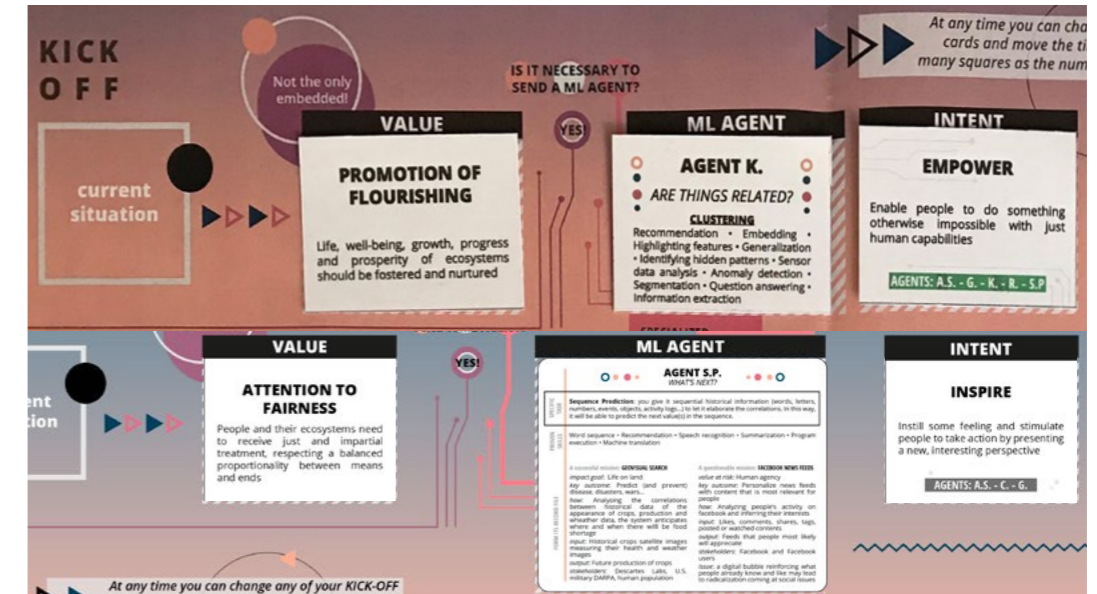 KICK
OFF
current
situation
Not the only
embedded!
VALUE
PROMOTION OF
FLOURISHING
Life, well-being, growth, progress
and prosperity of ecosystems
should be fostered and nurtured
IS IT NECESSARY TO
SEND A ML AGENT?
YES!
ML AGENT
AGENT K.
ARE THINGS RELATED?
CLUSTERING
Recommendation • Embedding •
Highlighting features • Generalization
• Identifying hidden patterns • Sensor
data analysis • Anomaly detection •
Segmentation • Question answering •
Information extraction
At any time you can cha
cards and move the ti
many squares as the num
INTENT
EMPOWER
Enable people to do something
otherwise impossible with just
human capabilities
AGENTS: A.S. - G. - K. - R. - S.P
ent
tion
VALUE
ATTENTION TO
FAIRNESS
People and their ecosystems need
to receive just and impartial
treatment, respecting a balanced
proportionality between means
and ends
YES!
ML AGENT
AGENT S.P.
WHAT'S NEXT?
Sequence Prediction: you give it sequential historical information (words, letters,
numbers, events, objects, activity logs...) to let it elaborate the correlations. In this way,
it will be able to predict the next value(s) in the sequence.
Word sequence • Recommendation • Speech recognition • Summarization • Program
execution • Machine translation
A successful mission: GEOVISUAL SEARCH
impact goal: Life on land
key outcome: Predict (and prevent)
disease, disasters, wars...
how: Analyzing the correlations
between historical data of the
appearance of crops, production and
wheather data, the system anticipates
where and when there will be food
shortage
input: Historical crops satellite images
measuring their health and weather
images
output: Future production of crops
stakeholders: Descartes Labs, U.S.
military DARPA, human population
A questionable mission: FACEBOOK NEWS FEEDS
value at risk: Human agency
key outcome: Personalize news feeds
with content that is most relevant for
people
how: Analyzing people's activity on
facebook and inferring their interests
input: Likes, comments, shares, tags,
posted or watched contents
output: Feeds that people most likely
will appreciate
stakeholders: Facebook and Facebook
users
issue: a digital bubble reinforcing what
people already know and like may lead
to radicalization coming at social issues
INTENT
INSPIRE
Instill some feeling and stimulate
people to take action by presenting
a new, interesting perspective
AGENTS: A.S. - C. - G.
At any time you can change any of your KICK-OFF